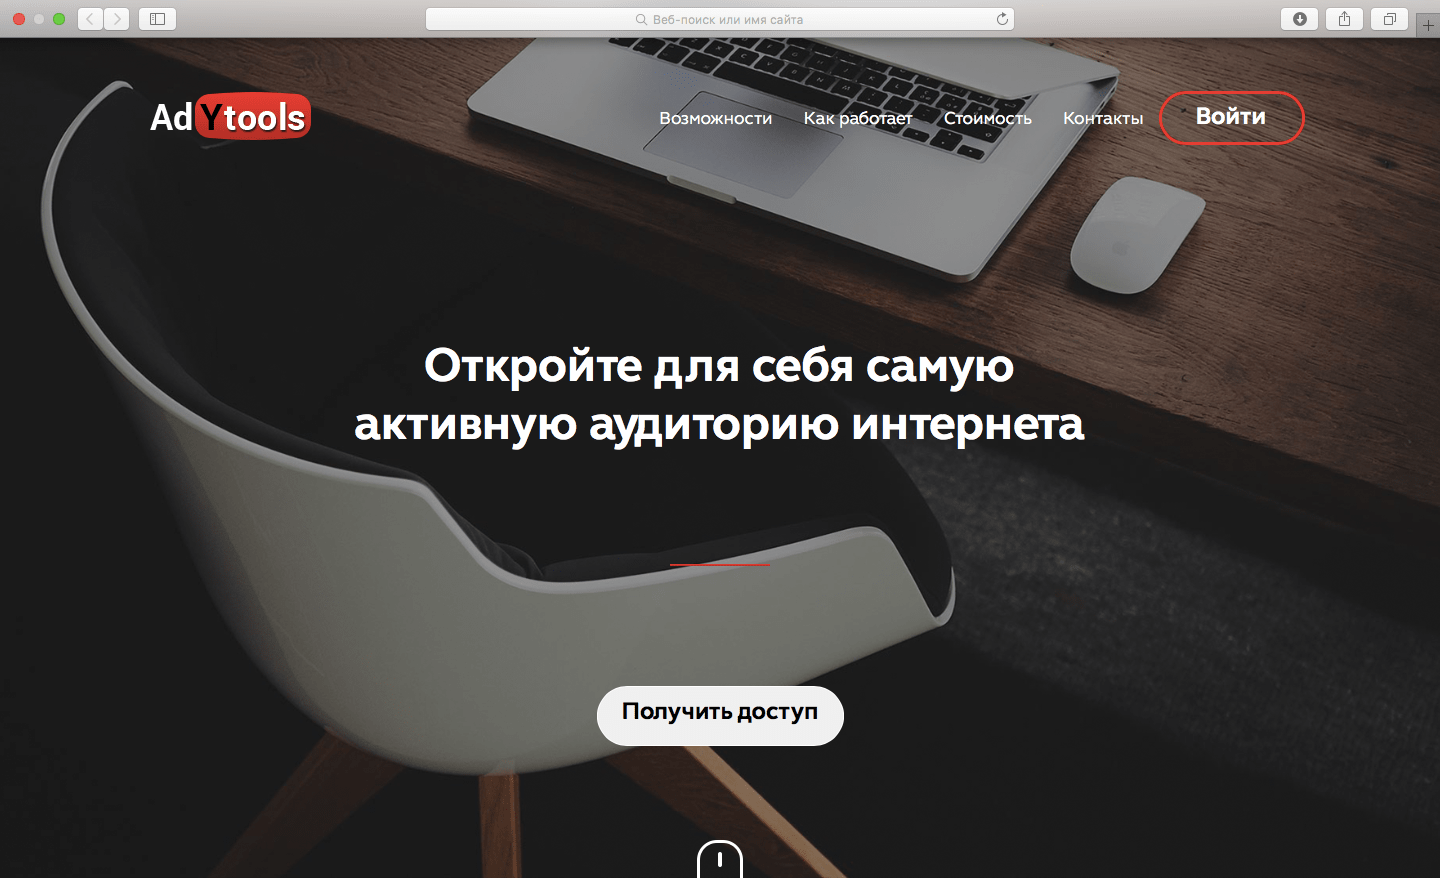 Веб-поиск или имя сайта
AdYtools
Возможности Как работает Стоимость Контакты Войти
Откройте для себя самую
активную аудиторию интернета
Получить доступ